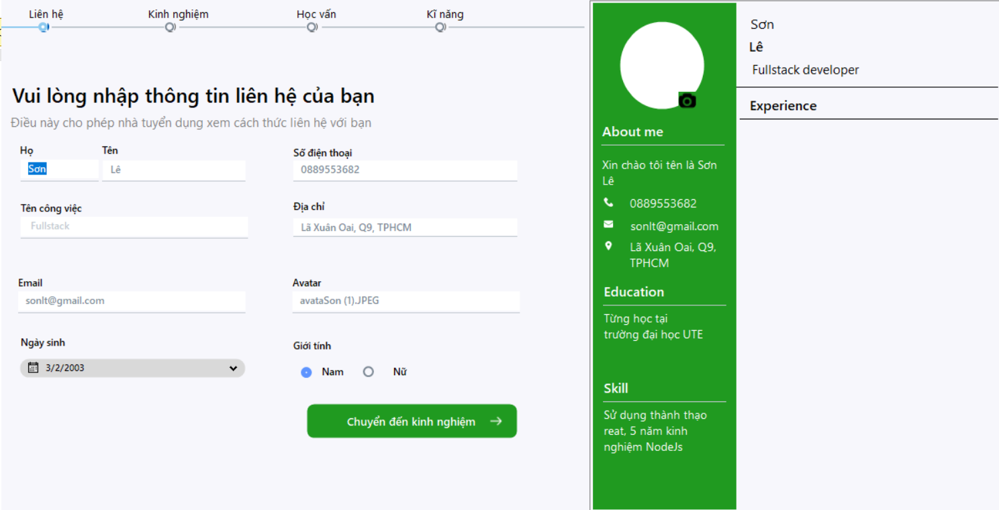 Liên hệ
Kinh nghiệm
Học vấn
Kĩ năng
Vui lòng nhập thông tin liên hệ của bạn
Điều này cho phép nhà tuyển dụng xem cách thức liên hệ với bạn
Họ
Tên
Số điện thoại
Sơn
Lê
0889553682
Tên công việc
Địa chỉ
Fullstack
Lã Xuân Oai, Q9, TPHCM
Email
Avatar
sonlt@gmail.com
avataSon (1).JPEG
Ngày sinh
Giới tính
3/2/2003
Nam
Nữ
Chuyển đến kinh nghiệm
About me
Xin chào tôi tên là Sơn
Lê
0889553682
sonlt@gmail.com
Lã Xuân Oai, Q9,
TPHCM
Education
Từng học tại
trường đại học UTE
Skill
Sử dụng thành thạo
reat, 5 năm kinh
nghiệm NodeJs
Sơn
Lê
Fullstack developer
Experience